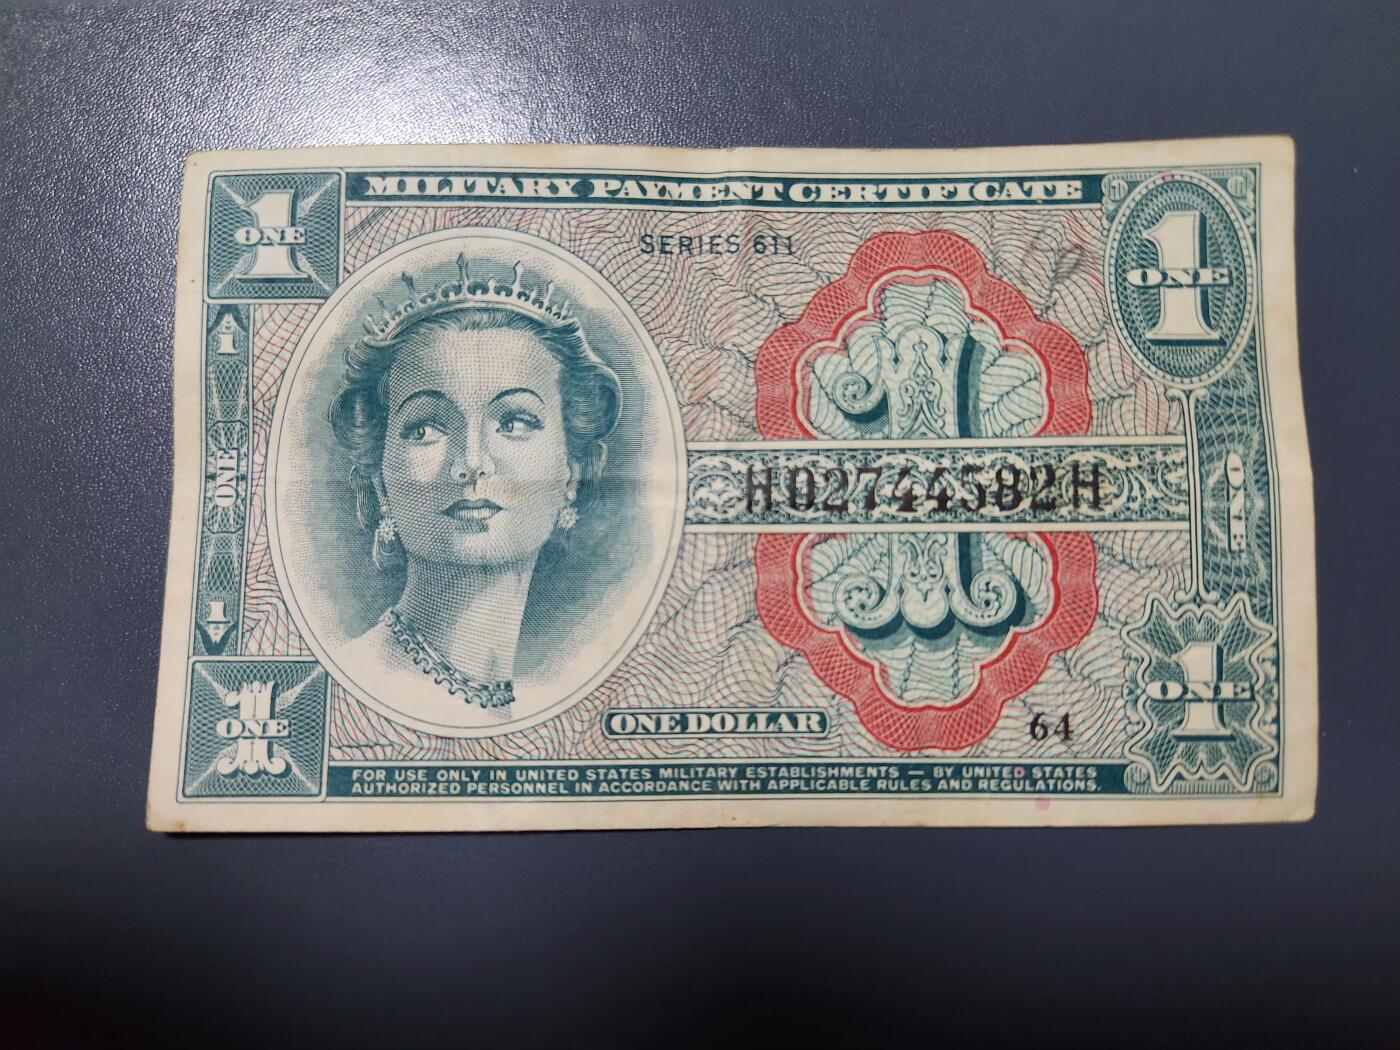 MILITARY PAYMENT CERTIFICATE
1 ONE
SERIES 611
1 ONE
1
ONE
H02744582H
ONE
1
1 ONE
ONE DOLLAR
64
1 ONE
FOR USE ONLY IN UNITED STATES MILITARY ESTABLISHMENTS — BY UNITED STATES
AUTHORIZED PERSONNEL IN ACCORDANCE WITH APPLICABLE RULES AND REGULATIONS.